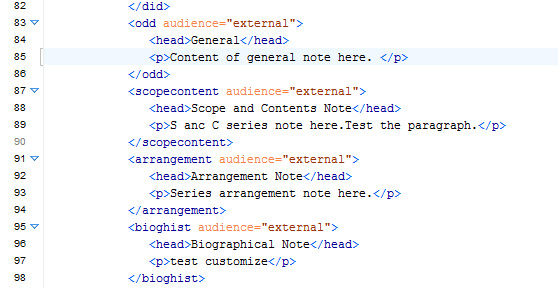 82 </did>
83 <odd audience="external">
84 <head>General</head>
85 <p>Content of general note here. </p>
86 </odd>
87 <scopecontent audience="external">
88 <head>Scope and Contents Note</head>
89 <p>S anc C series note here.Test the paragraph.</p>
90 </scopecontent>
91 <arrangement audience="external">
92 <head>Arrangement Note</head>
93 <p>Series arrangement note here.</p>
94 </arrangement>
95 <bioghist audience="external">
96 <head>Biographical Note</head>
97 <p>test customize</p>
98 </bioghist>